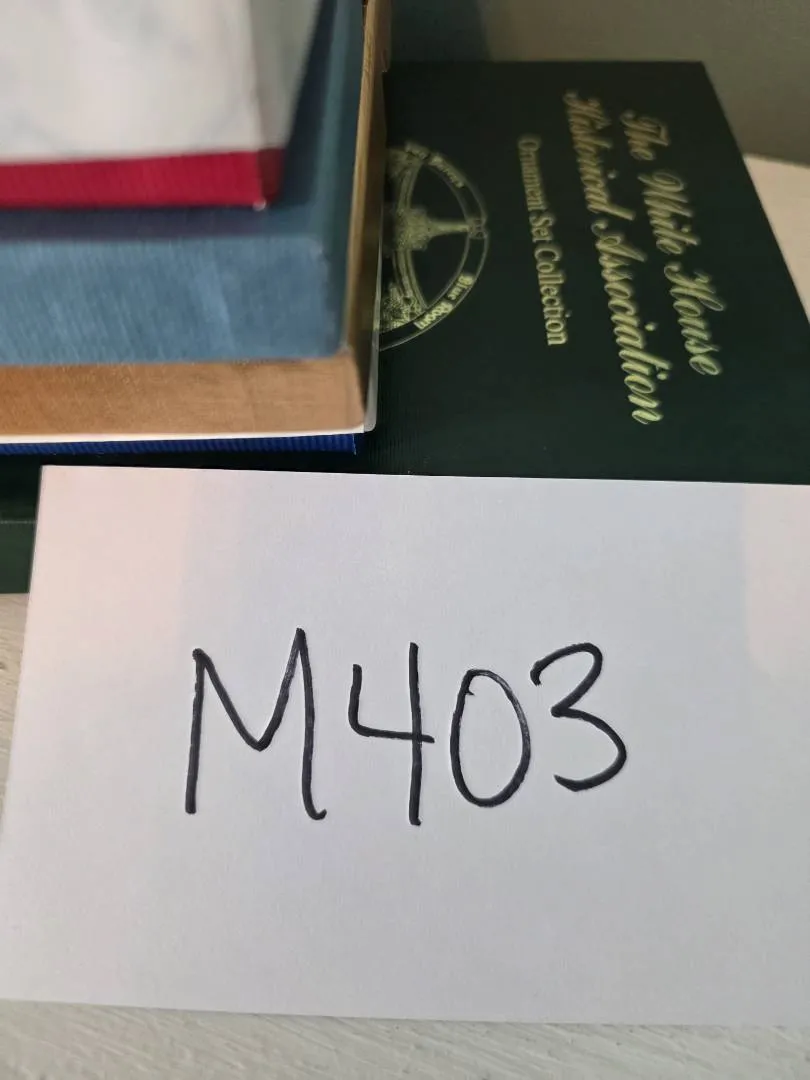 The White House
Historical Association
Ornament Set Collection
Blue Room
M403